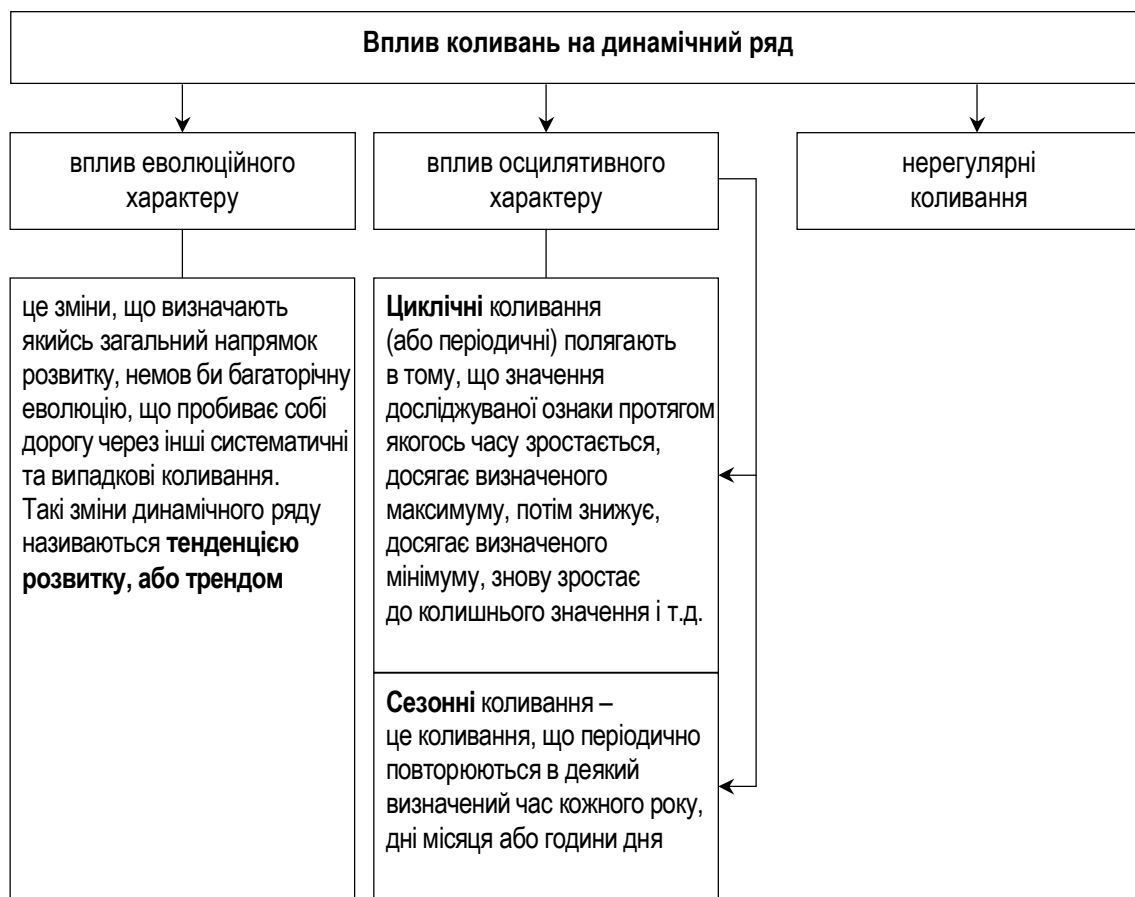 Вплив коливань на динамічний ряд
вплив еволюційного
характеру
вплив осцилятивного
характеру
нерегулярні
коливання
це зміни, що визначають
якийсь загальний напрямок
розвитку, немов би багаторічну
еволюцію, що пробиває собі
дорогу через інші систематичні
та випадкові коливання.
Такі зміни динамічного ряду
називаються тенденцією
розвитку, або трендом
Циклічні коливання
(або періодичні) полягають
в тому, що значення
досліджуваної ознаки протягом
якогось часу зростається,
досягає визначеного
максимуму, потім знижує,
досягає визначеного
мінімуму, знову зростає
до колишнього значення і т.д.
Сезонні коливання –
це коливання, що періодично
повторюються в деякий
визначений час кожного року,
дні місяця або години дня